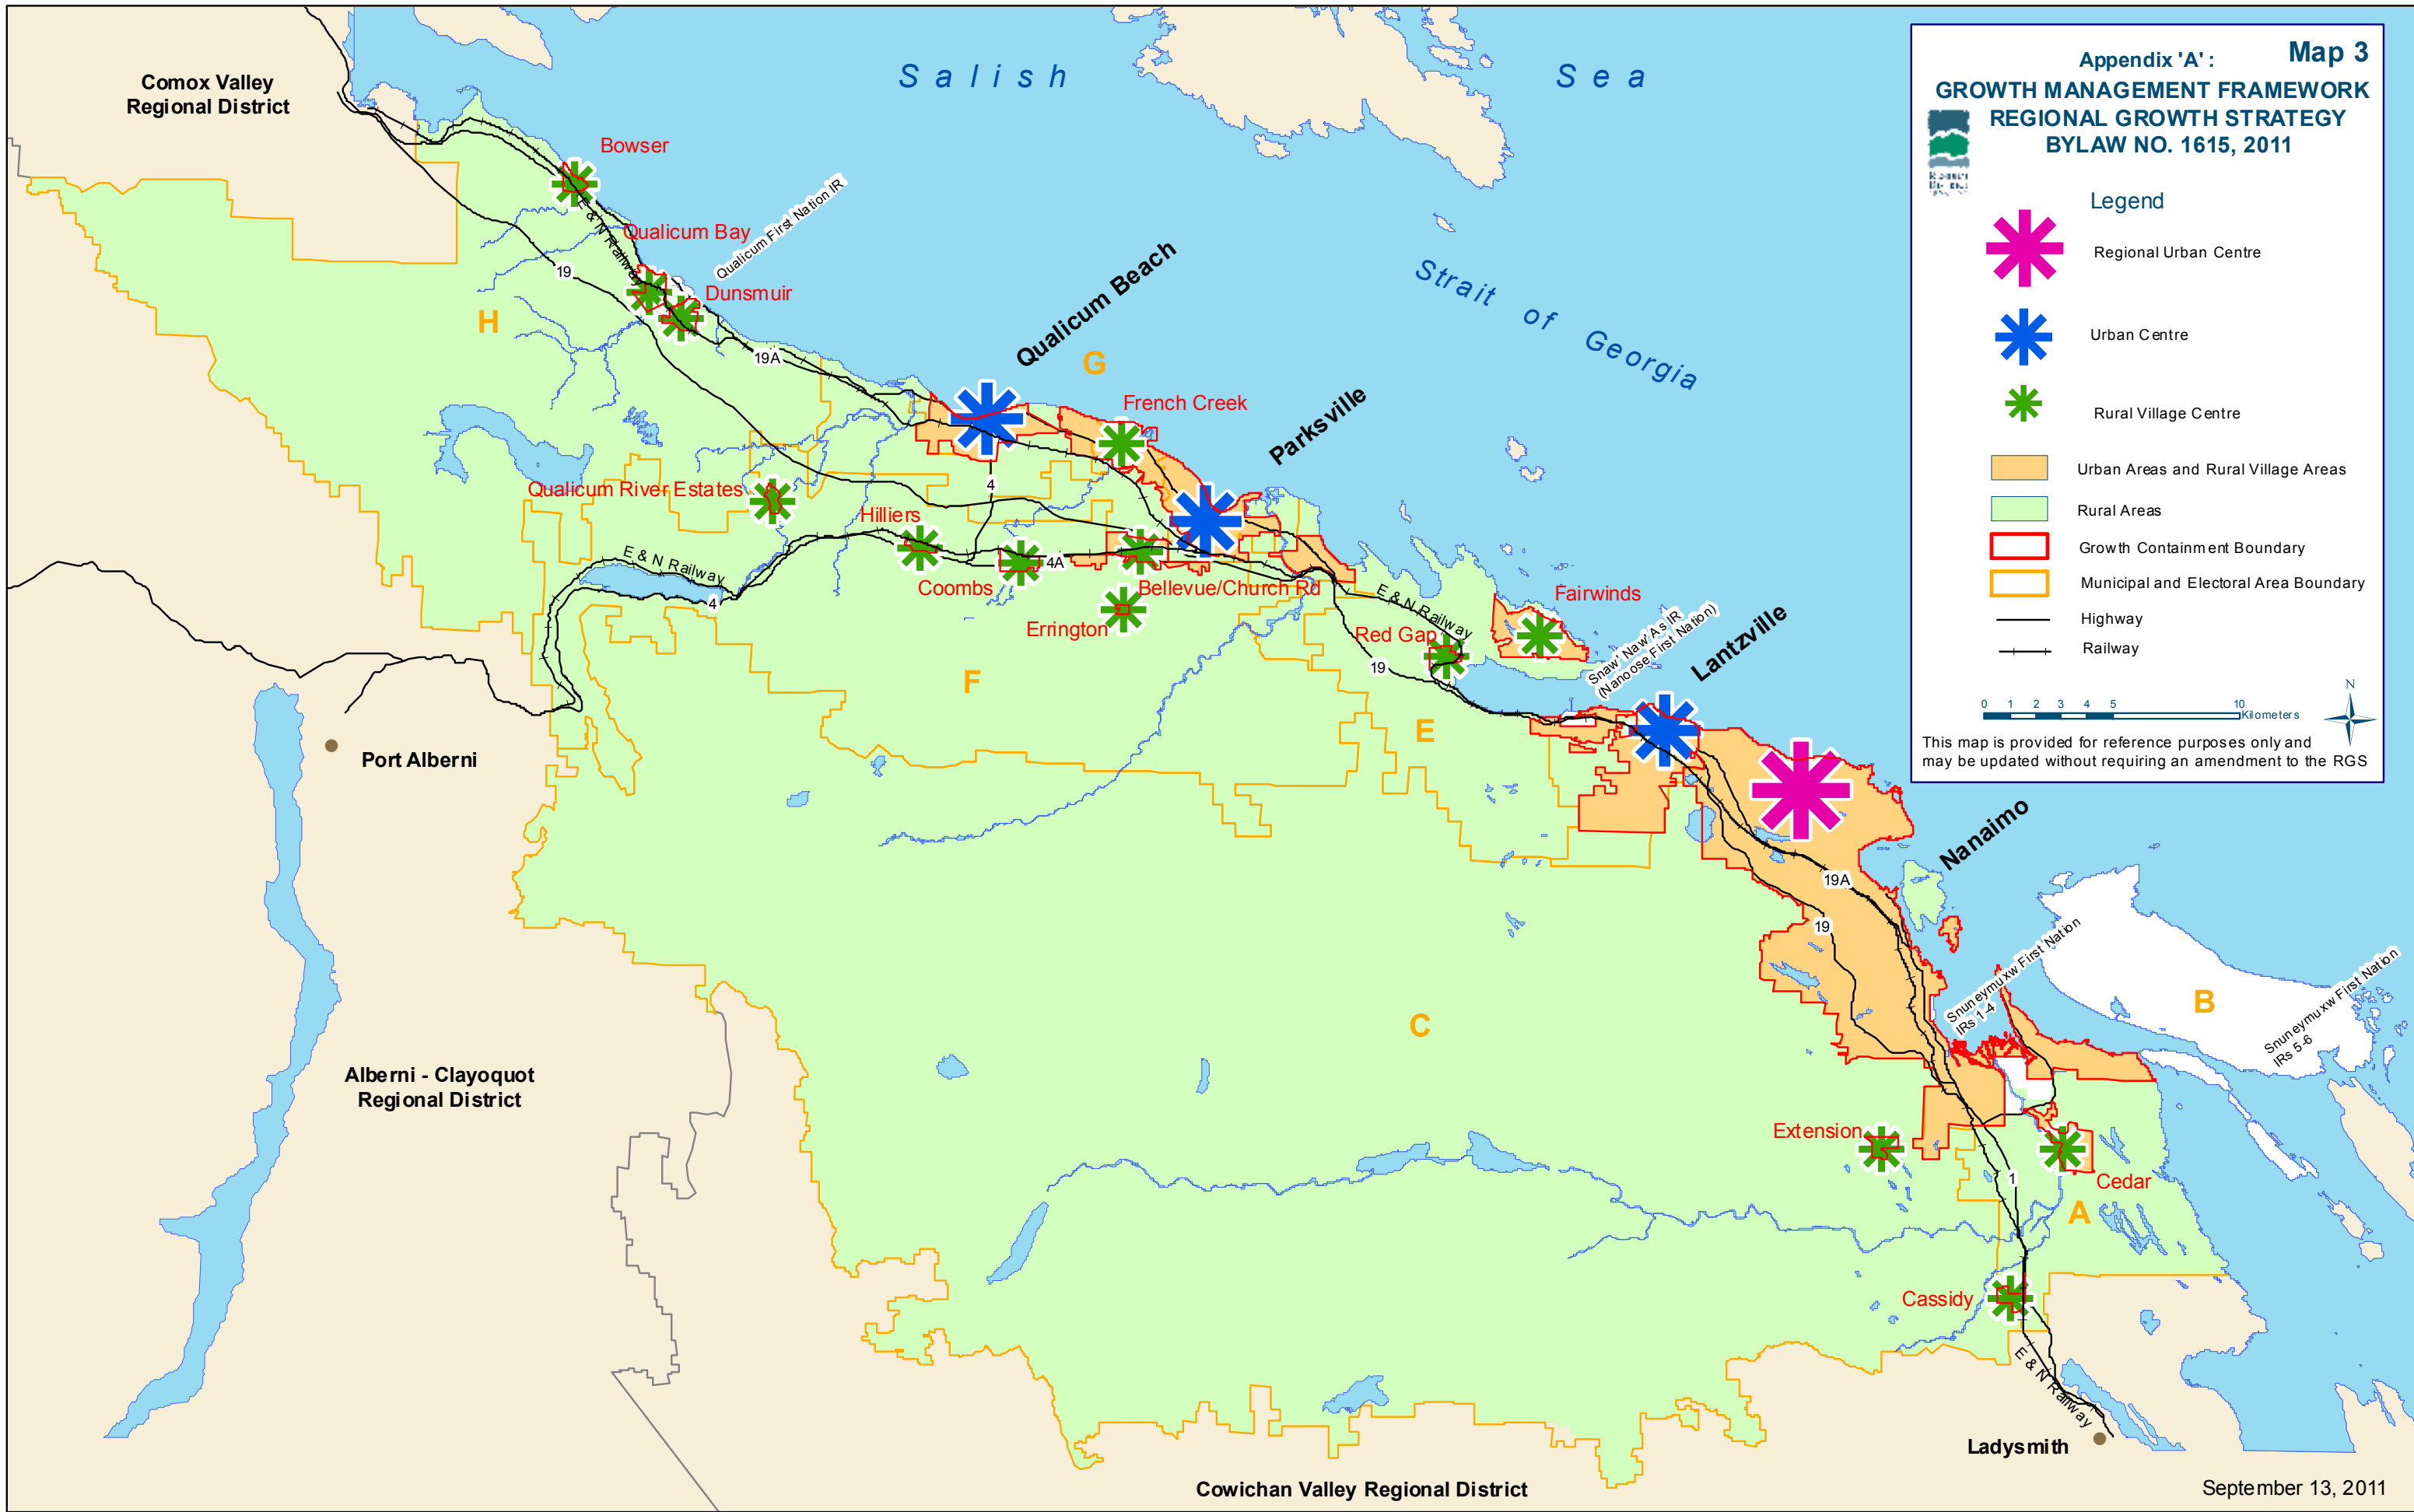 Map 3
Appendix 'A' :
GROWTH MANAGEMENT FRAMEWORK
REGIONAL GROWTH STRATEGY
BYLAW NO. 1615, 2011
Legend
Regional Urban Centre
Urban Centre
Rural Village Centre
Urban Areas and Rural Village Areas
Rural Areas
Growth Containment Boundary
Municipal and Electoral Area Boundary
Highway
Railway
N
0 1 2 3 4 5 10
Kilometers
This map is provided for reference purposes only and
may be updated without requiring an amendment to the RGS
Salish Sea
Strait of Georgia
Comox Valley
Regional District
Bowser
E & N Railway
Qualicum Bay
Qualicum First Nation IR
Dunsmuir
19
H
19A
Qualicum Beach
G
French Creek
Parksville
Qualicum River Estates
4
Hilliers
E & N Railway
4
Coombs
4A
Bellevue/Church Rd
Errington
E & N Railway
Fairwinds
Red Gap
19
Snaw' Naw' As IR
(Nanoose First Nation)
Lantzville
F
E
Port Alberni
Nanaimo
19A
19
Snuneymuxw First Nation
IRs 1-4
B
Snuneymuxw First Nation
IRs 5-6
C
Alberni - Clayoquot
Regional District
Extension
1
Cedar
A
Cassidy
E & N Railway
Ladysmith
Cowichan Valley Regional District
September 13, 2011